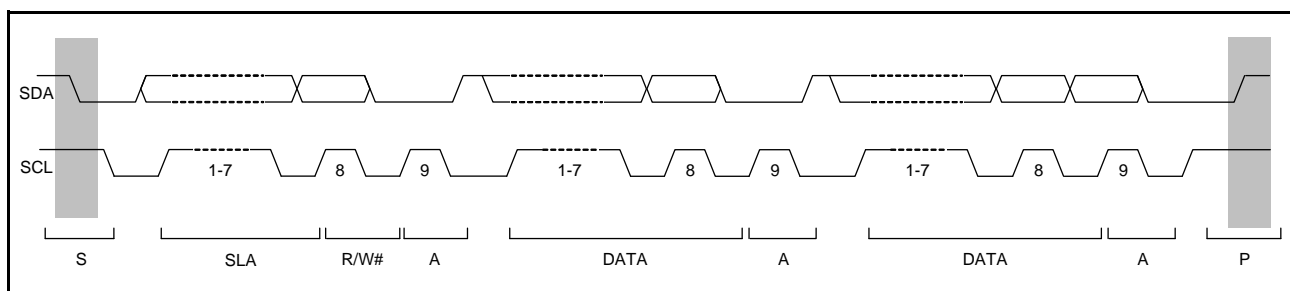 SDA
SCL
1-7 8 9 1-7 8 9 1-7 8 9
S SLA R/W# A DATA A DATA A P